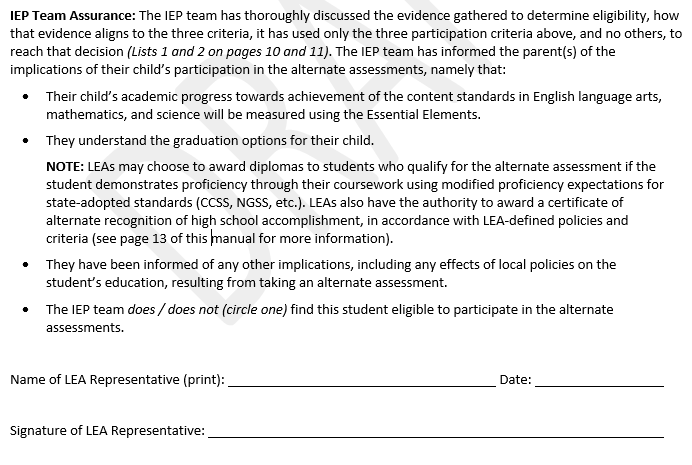 IEP Team Assurance: The IEP team has thoroughly discussed the evidence gathered to determine eligibility, how
that evidence aligns to the three criteria, it has used only the three participation criteria above, and no others, to
reach that decision (Lists 1 and 2 on pages 10 and 11). The IEP team has informed the parent(s) of the
implications of their child's participation in the alternate assessments, namely that:
• Their child's academic progress towards achievement of the content standards in English language arts,
mathematics, and science will be measured using the Essential Elements.
• They understand the graduation options for their child.
NOTE: LEAs may choose to award diplomas to students who qualify for the alternate assessment if the
student demonstrates proficiency through their coursework using modified proficiency expectations for
state-adopted standards (CCSS, NGSS, etc.). LEAs also have the authority to award a certificate of
alternate recognition of high school accomplishment, in accordance with LEA-defined policies and
criteria (see page 13 of this manual for more information).
• They have been informed of any other implications, including any effects of local policies on the
student's education, resulting from taking an alternate assessment.
• The IEP team does / does not (circle one) find this student eligible to participate in the alternate
assessments.
Name of LEA Representative (print): ______________________________ Date: ______________
Signature of LEA Representative: ____________________________________________________
DRAFT